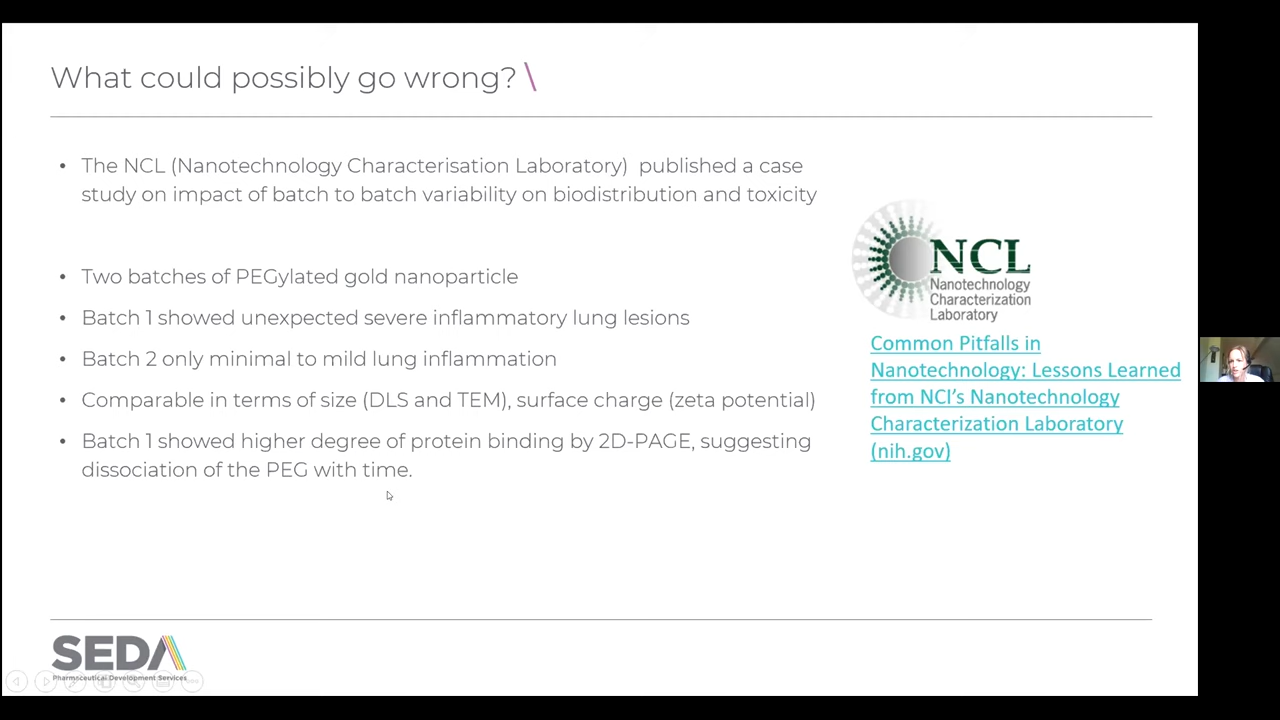 What could possibly go wrong? \
• The NCL (Nanotechnology Characterisation Laboratory) published a case
study on impact of batch to batch variability on biodistribution and toxicity
• Two batches of PEGylated gold nanoparticle
• Batch 1 showed unexpected severe inflammatory lung lesions
• Batch 2 only minimal to mild lung inflammation
• Comparable in terms of size (DLS and TEM), surface charge (zeta potential)
• Batch 1 showed higher degree of protein binding by 2D-PAGE, suggesting
dissociation of the PEG with time.
NCL
Nanotechnology
Characterization
Laboratory
Common Pitfalls in
Nanotechnology: Lessons Learned
from NCI’s Nanotechnology
Characterization Laboratory
(nih.gov)
SEDA
Pharmaceutical Development Services